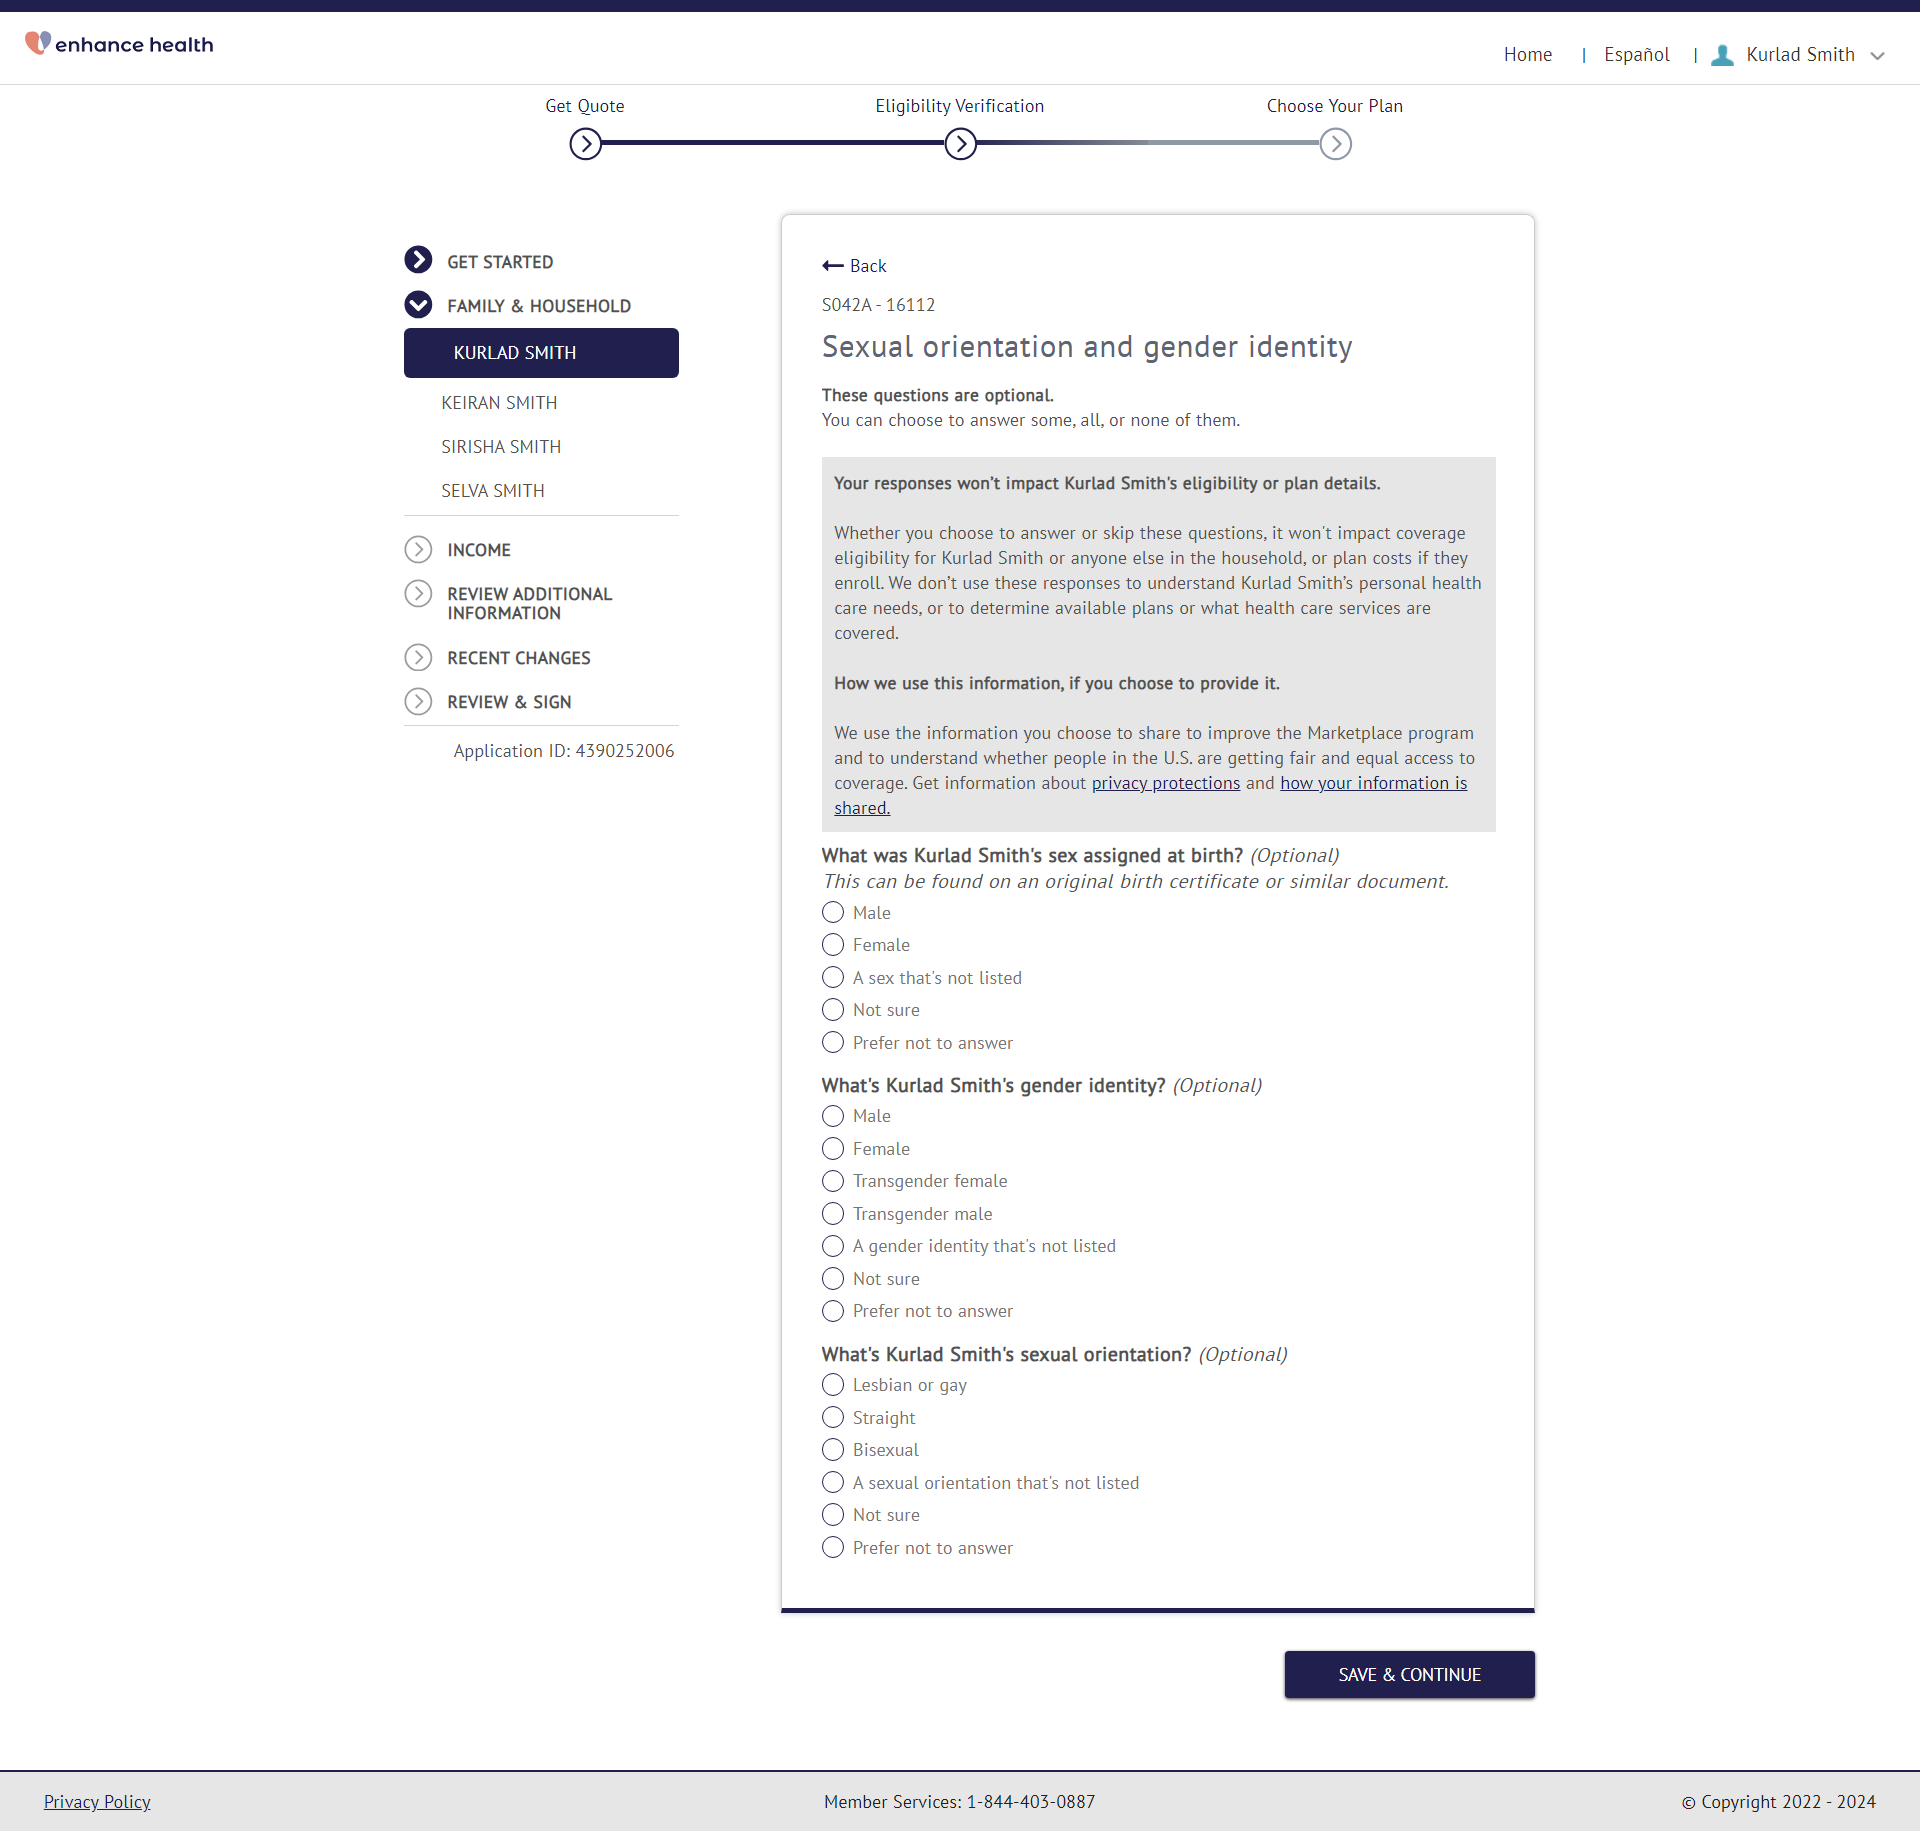 enhance health
Home | Español | Kurlad Smith
Get Quote
Eligibility Verification
Choose Your Plan
GET STARTED
FAMILY & HOUSEHOLD
KURLAD SMITH
KEIRAN SMITH
SIRISHA SMITH
SELVA SMITH
INCOME
REVIEW ADDITIONAL
INFORMATION
RECENT CHANGES
REVIEW & SIGN
Application ID: 4390252006
Back
S042A - 16112
Sexual orientation and gender identity
These questions are optional.
You can choose to answer some, all, or none of them.
Your responses won’t impact Kurlad Smith's eligibility or plan details.
Whether you choose to answer or skip these questions, it won't impact coverage
eligibility for Kurlad Smith or anyone else in the household, or plan costs if they
enroll. We don’t use these responses to understand Kurlad Smith’s personal health
care needs, or to determine available plans or what health care services are
covered.
How we use this information, if you choose to provide it.
We use the information you choose to share to improve the Marketplace program
and to understand whether people in the U.S. are getting fair and equal access to
coverage. Get information about privacy protections and how your information is
shared.
What was Kurlad Smith's sex assigned at birth? (Optional)
This can be found on an original birth certificate or similar document.
Male
Female
A sex that's not listed
Not sure
Prefer not to answer
What's Kurlad Smith's gender identity? (Optional)
Male
Female
Transgender female
Transgender male
A gender identity that's not listed
Not sure
Prefer not to answer
What's Kurlad Smith's sexual orientation? (Optional)
Lesbian or gay
Straight
Bisexual
A sexual orientation that's not listed
Not sure
Prefer not to answer
SAVE & CONTINUE
Privacy Policy
Member Services: 1-844-403-0887
© Copyright 2022 - 2024